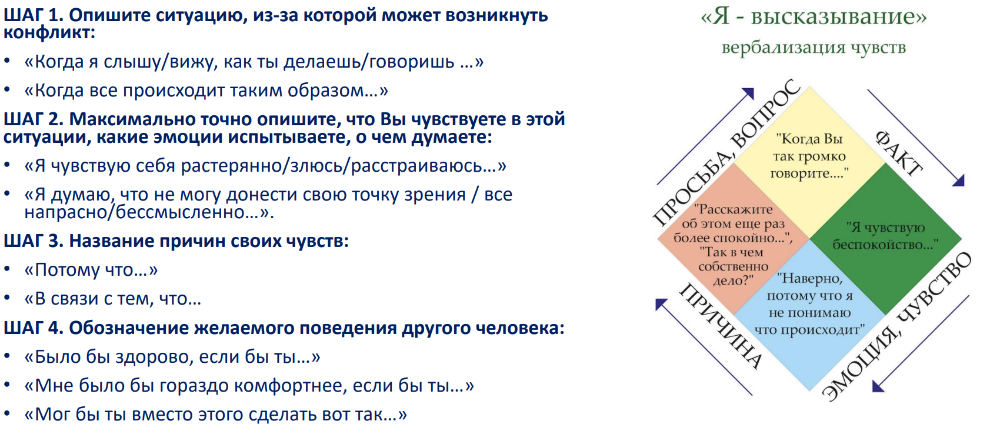 ШАГ 1. Опишите ситуацию, из-за которой может возникнуть
конфликт:
• «Когда я слышу/вижу, как ты делаешь/говоришь …»
• «Когда все происходит таким образом…»
ШАГ 2. Максимально точно опишите, что Вы чувствуете в этой
ситуации, какие эмоции испытываете, о чем думаете:
• «Я чувствую себя растерянно/злюсь/расстраиваюсь…»
• «Я думаю, что не могу донести свою точку зрения / все
напрасно/бессмысленно…».
ШАГ 3. Название причин своих чувств:
• «Потому что…»
• «В связи с тем, что…
ШАГ 4. Обозначение желаемого поведения другого человека:
• «Было бы здорово, если бы ты…»
• «Мне было бы гораздо комфортнее, если бы ты…»
• «Мог бы ты вместо этого сделать вот так…»
«Я - высказывание»
вербализация чувств
ПРОСЬБА, ВОПРОС
ФАКТ
"Когда Вы
так громко
говорите...."
"Я чувствую
беспокойство..."
"Расскажите
об этом еще раз
более спокойно...",
"Так в чем
собственно
дело?"
"Наверно,
потому что я
не понимаю
что происходит"
ПРИЧИНА
ЭМОЦИЯ, ЧУВСТВО